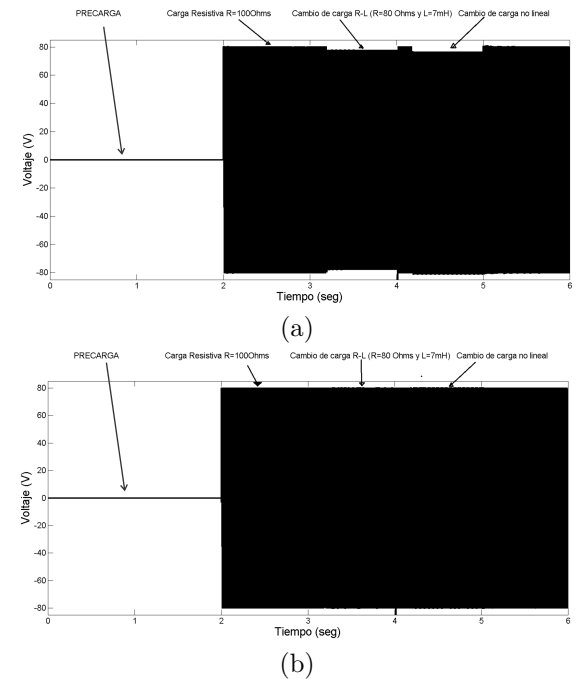 PRECARGA
Carga Resistiva R=100Ohms
Cambio de carga R-L (R=80 Ohms y L=7mH)
Cambio de carga no lineal
Voltaje (V)
80
60
40
20
0
-20
-40
-60
-80
0 1 2 3 4 5 6
Tiempo (seg)
(a)
PRECARGA
Carga Resistiva R=100Ohms
Cambio de carga R-L (R=80 Ohms y L=7mH)
Cambio de carga no lineal
Voltaje (V)
80
60
40
20
0
-20
-40
-60
-80
0 1 2 3 4 5 6
Tiempo (seg)
(b)